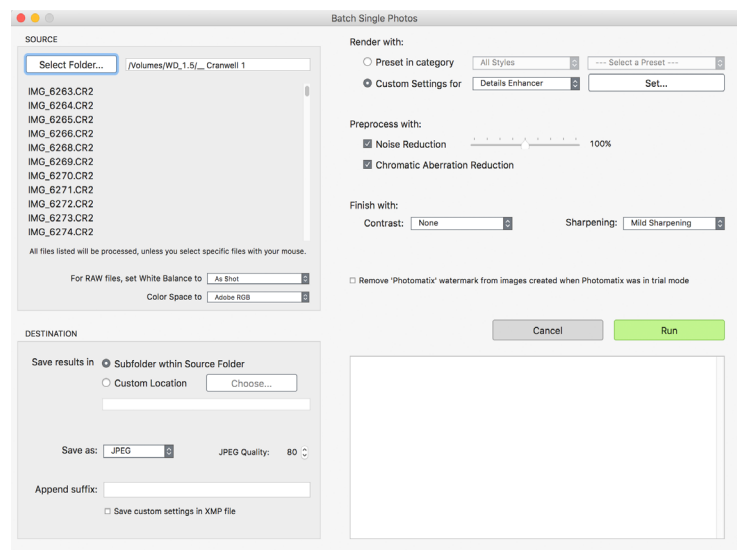 Batch Single Photos
SOURCE
Select Folder...
/Volumes/WD_1.5/__ Cranwell 1
IMG_6263.CR2
IMG_6264.CR2
IMG_6265.CR2
IMG_6266.CR2
IMG_6268.CR2
IMG_6269.CR2
IMG_6270.CR2
IMG_6271.CR2
IMG_6272.CR2
IMG_6273.CR2
IMG_6274.CR2
All files listed will be processed, unless you select specific files with your mouse.
For RAW files, set White Balance to As Shot
Color Space to Adobe RGB
DESTINATION
Save results in Subfolder wthin Source Folder
Custom Location Choose...
Save as: JPEG JPEG Quality: 80
Append suffix:
Save custom settings in XMP file
Render with:
Preset in category All Styles --- Select a Preset ---
Custom Settings for Details Enhancer Set...
Preprocess with:
Noise Reduction 100%
Chromatic Aberration Reduction
Finish with:
Contrast: None Sharpening: Mild Sharpening
Remove 'Photomatix' watermark from images created when Photomatix was in trial mode
Cancel Run